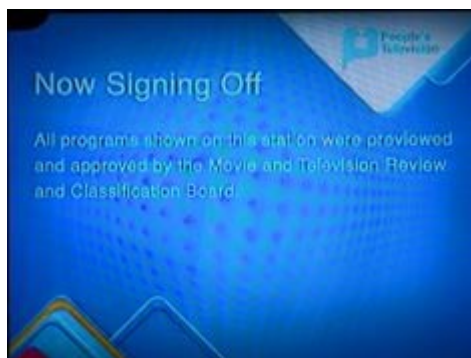 People's
Television
Now Signing Off
All programs shown on this station were previewed
and approved by the Movie and Television Review
and Classification Board.